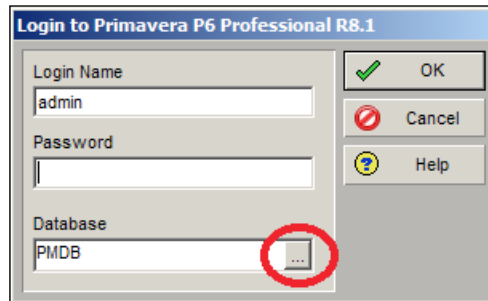 Login to Primavera P6 Professional R8.1
Login Name
admin
Password
Database
PMDB
...
OK
Cancel
Help